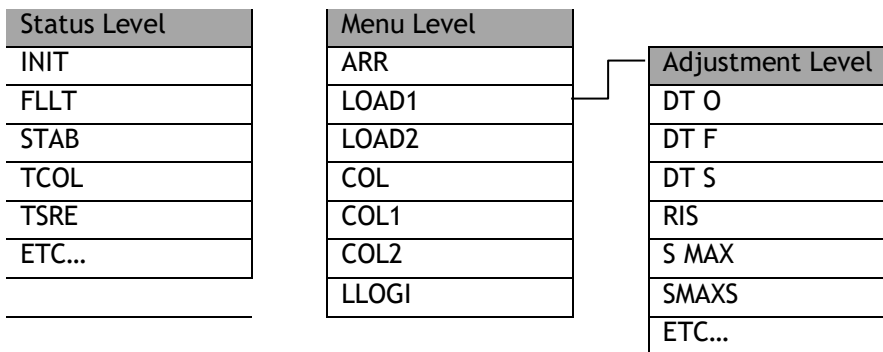 Status Level
INIT
FLLT
STAB
TCOL
TSRE
ETC…
Menu Level
ARR
LOAD1
LOAD2
COL
COL1
COL2
LLOGI
Adjustment Level
DT O
DT F
DT S
RIS
S MAX
SMAXS
ETC…